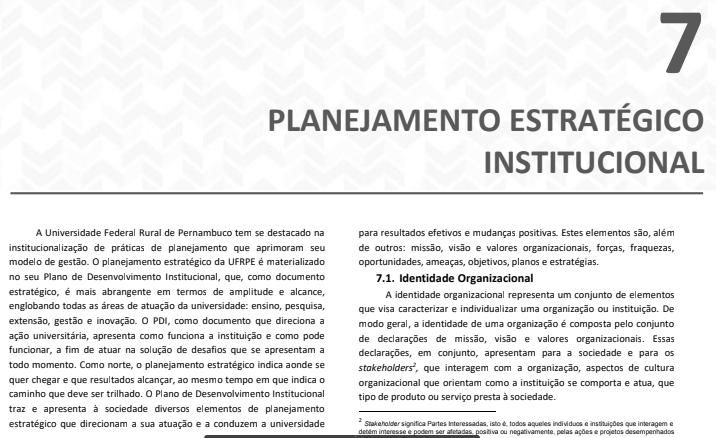 7
PLANEJAMENTO ESTRATÉGICO
INSTITUCIONAL
A Universidade Federal Rural de Pernambuco tem se destacado na
institucionalização de práticas de planejamento que aprimoram seu
modelo de gestão. O planejamento estratégico da UFRPE é materializado
no seu Plano de Desenvolvimento Institucional, que, como documento
estratégico, é mais abrangente em termos de amplitude e alcance,
englobando todas as áreas de atuação da universidade: ensino, pesquisa,
extensão, gestão e inovação. O PDI, como documento que direciona a
ação universitária, apresenta como funciona a instituição e como pode
funcionar, a fim de atuar na solução de desafios que se apresentam a
todo momento. Como norte, o planejamento estratégico indica aonde se
quer chegar e que resultados alcançar, ao mesmo tempo em que indica o
caminho que deve ser trilhado. O Plano de Desenvolvimento Institucional
traz e apresenta à sociedade diversos elementos de planejamento
estratégico que direcionam a sua atuação e a conduzem a universidade
para resultados efetivos e mudanças positivas. Estes elementos são, além
de outros: missão, visão e valores organizacionais, forças, fraquezas,
oportunidades, ameaças, objetivos, planos e estratégias.
7.1. Identidade Organizacional
A identidade organizacional representa um conjunto de elementos
que visa caracterizar e individualizar uma organização ou instituição. De
modo geral, a identidade de uma organização é composta pelo conjunto
de declarações de missão, visão e valores organizacionais. Essas
declarações, em conjunto, apresentam para a sociedade e para os
stakeholders², que interagem com a organização, aspectos de cultura
organizacional que orientam como a instituição se comporta e atua, que
tipo de produto ou serviço presta à sociedade.
² Stakeholder significa Partes Interessadas, isto é, todos aqueles indivíduos e instituições que interagem e
detém interesse e podem ser afetadas, positiva ou negativamente, pelas ações e projetos desempenhados